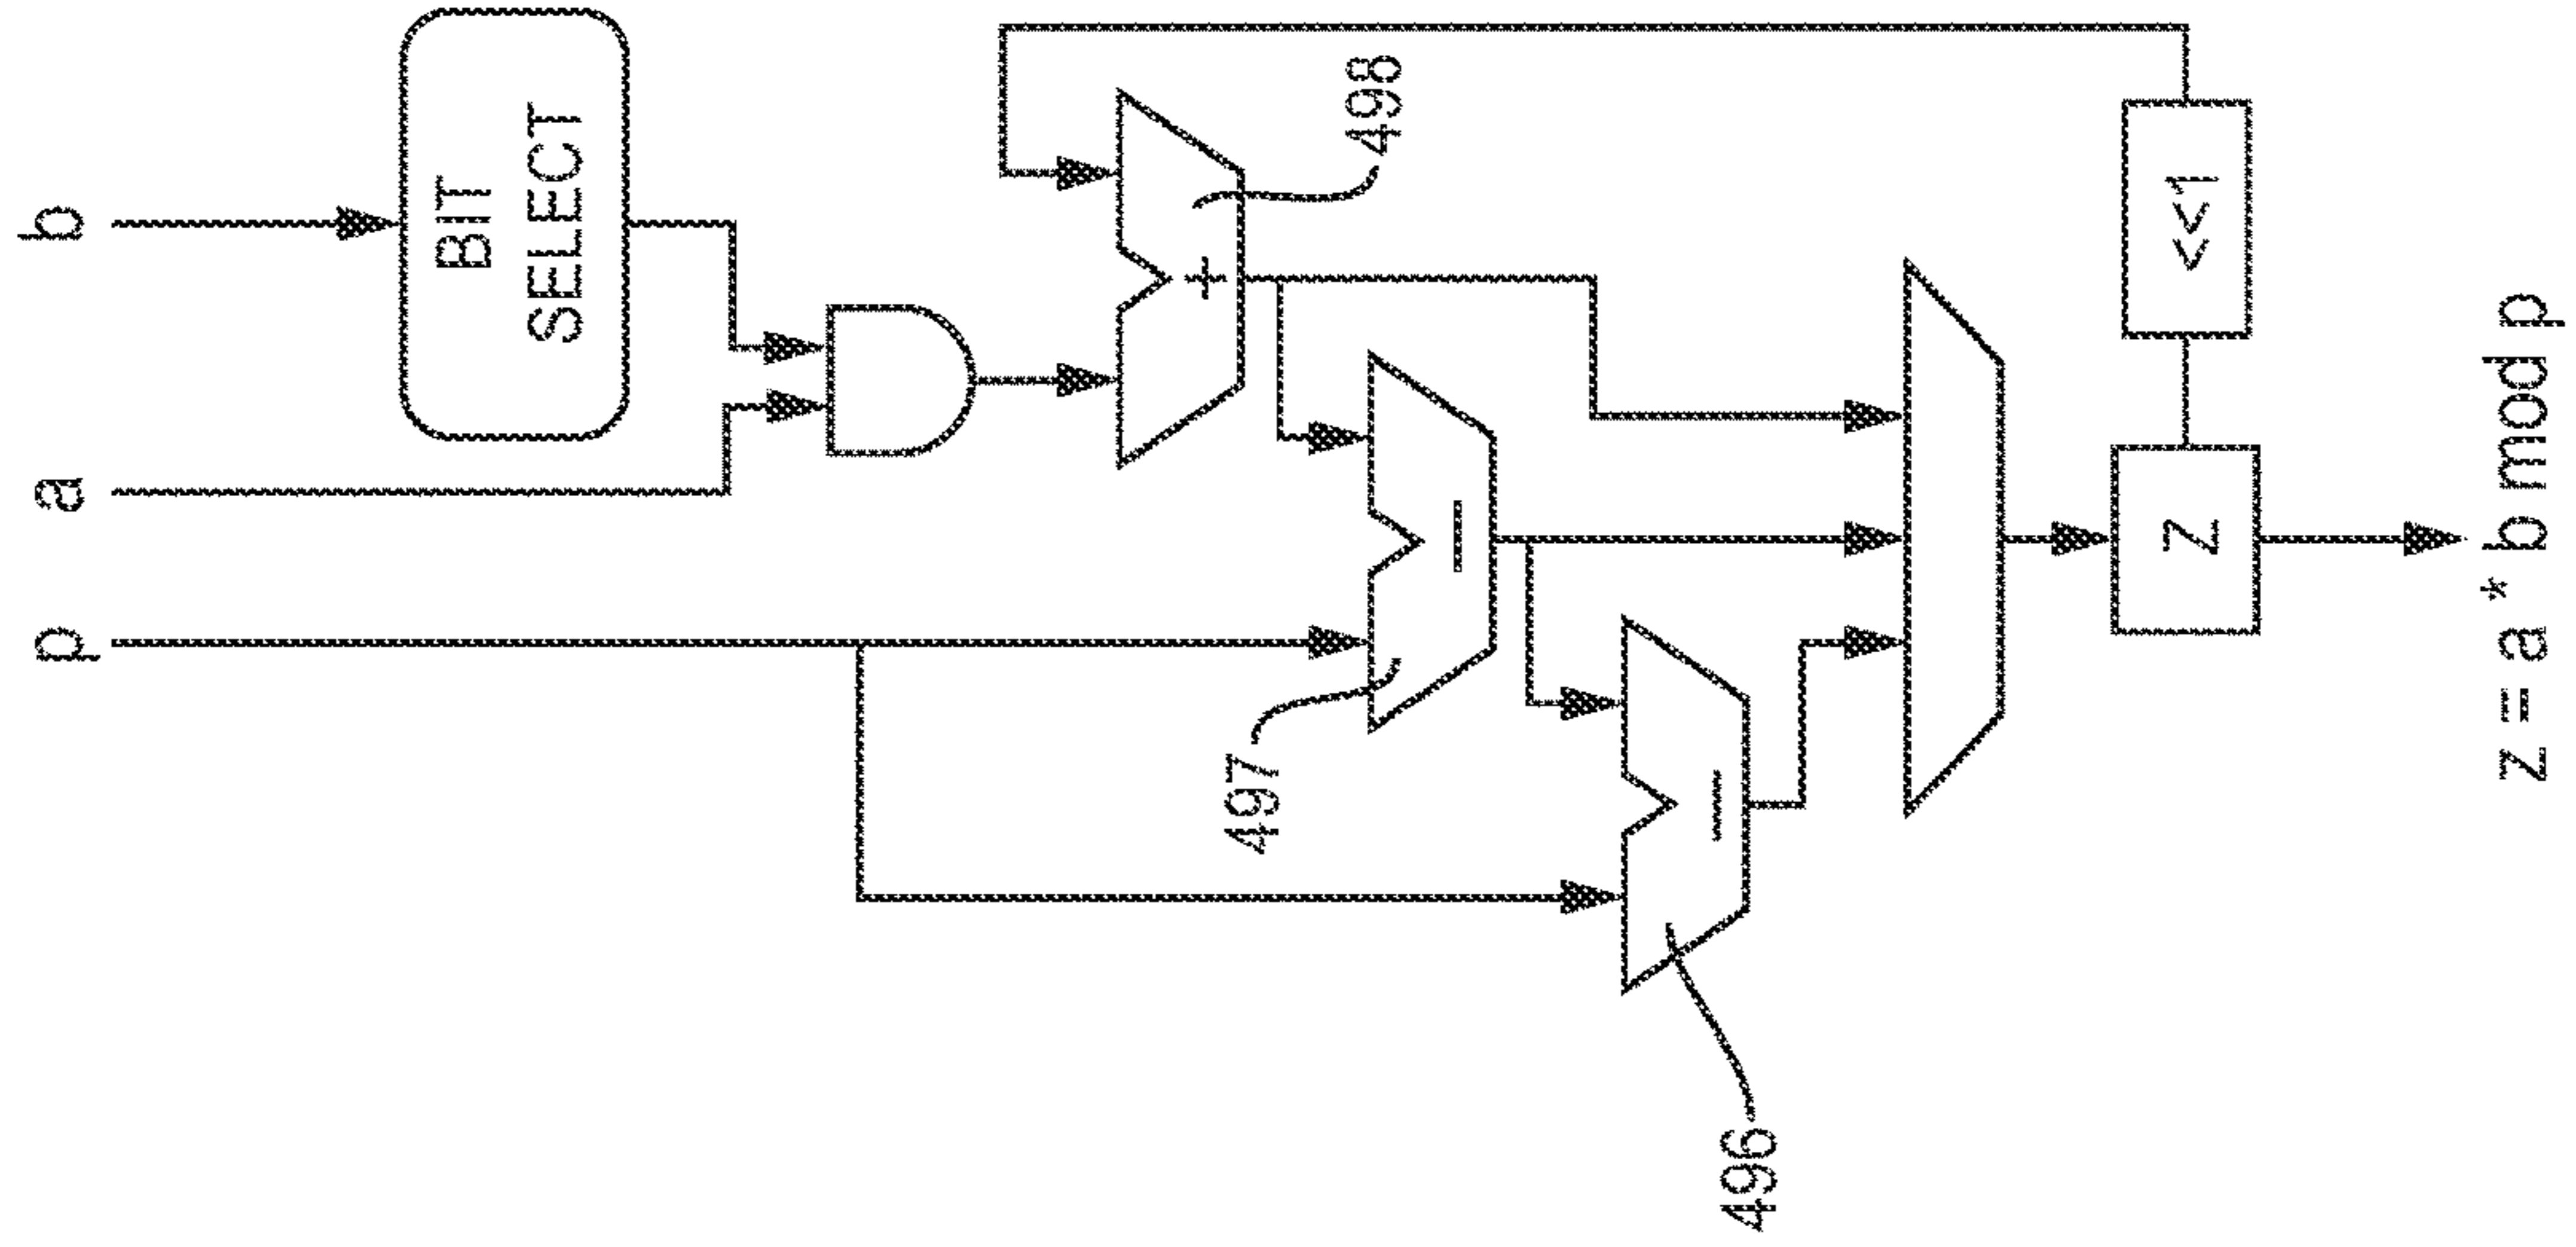 p
a
b
BIT
SELECT
498
+
497
–
496
–
<<1
Z
z = a * b mod p